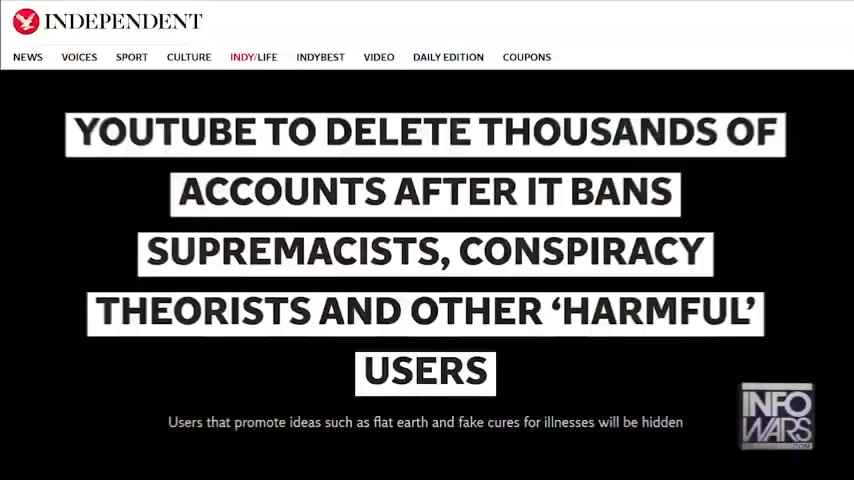 INDEPENDENT
NEWS VOICES SPORT CULTURE INDY/LIFE INDYBEST VIDEO DAILY EDITION COUPONS
YOUTUBE TO DELETE THOUSANDS OF
ACCOUNTS AFTER IT BANS
SUPREMACISTS, CONSPIRACY
THEORISTS AND OTHER ‘HARMFUL’
USERS
Users that promote ideas such as flat earth and fake cures for illnesses will be hidden
INFO
WARS
.COM